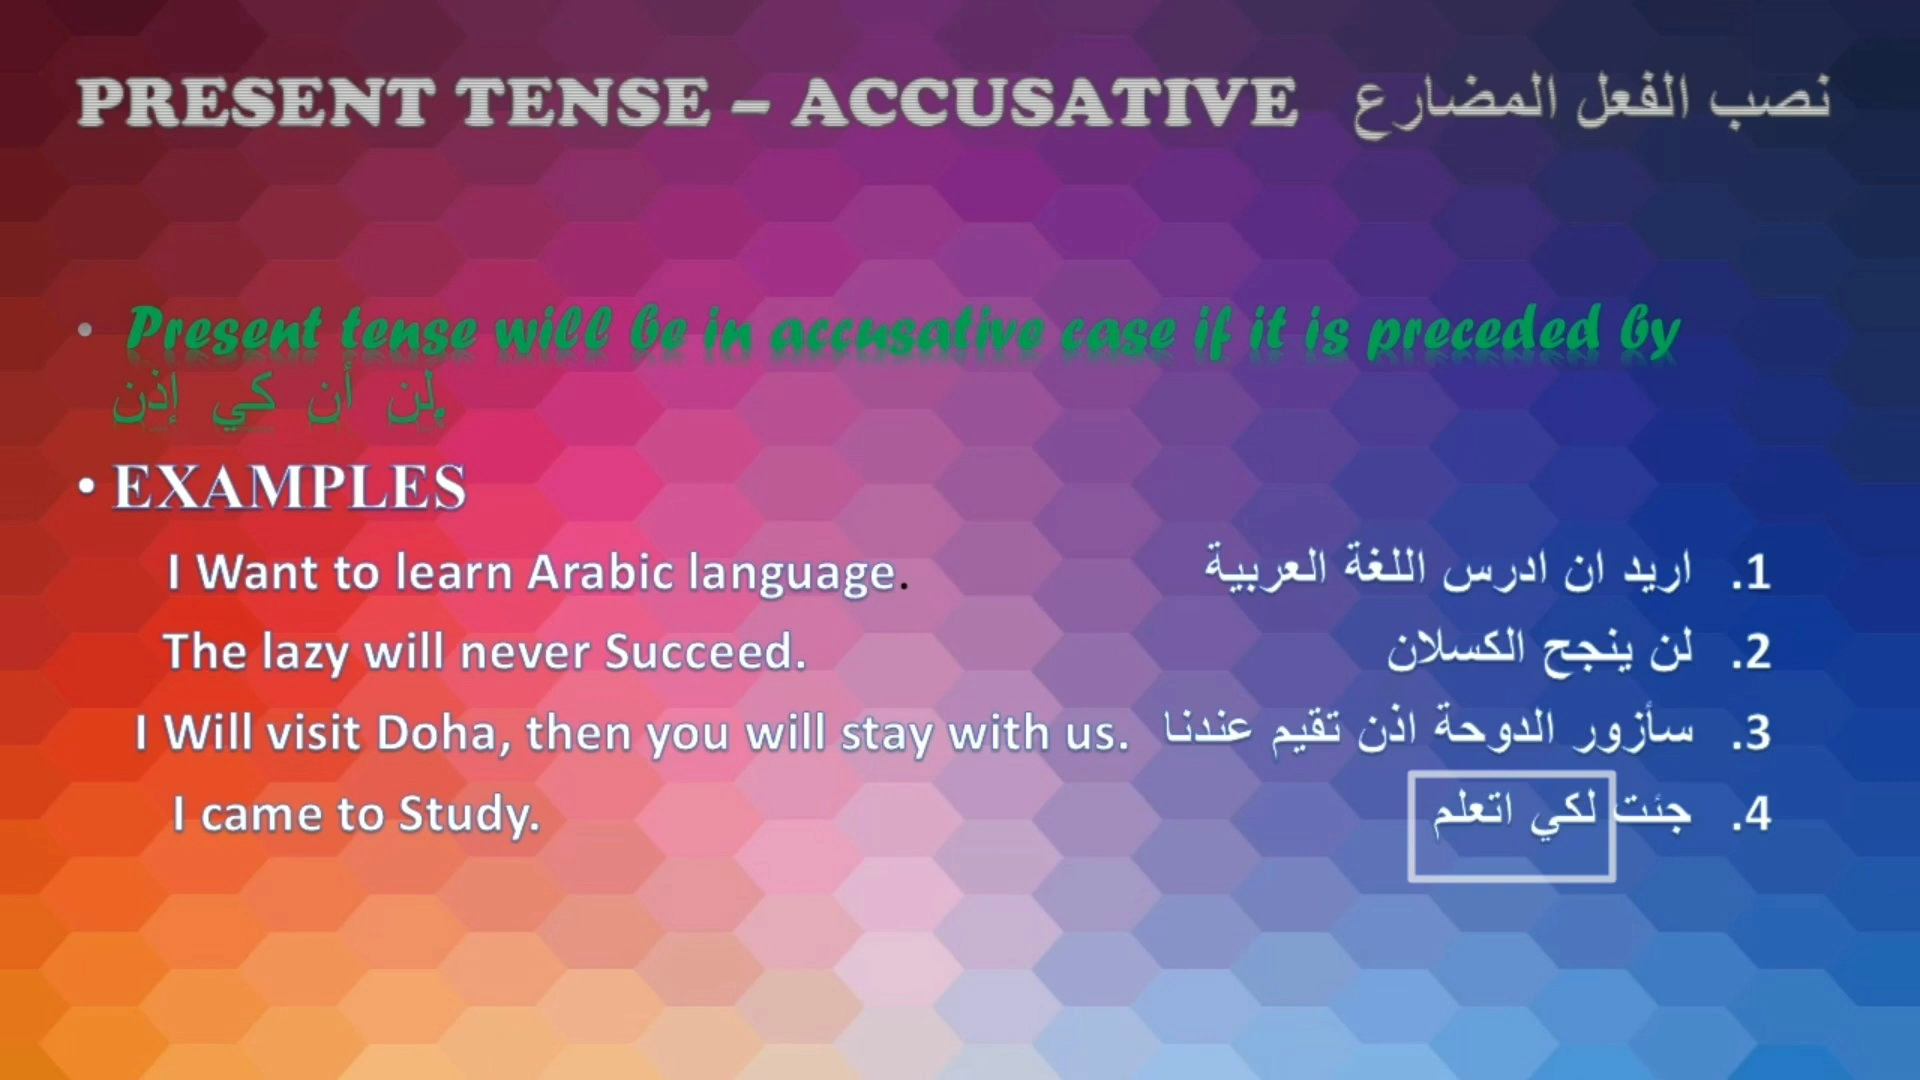 PRESENT TENSE – ACCUSATIVE نصب الفعل المضارع
• Present tense will be in accusative case if it is preceded by
لن أن كي إذن.
• EXAMPLES
I Want to learn Arabic language. 1. اريد ان ادرس اللغة العربية
The lazy will never Succeed. 2. لن ينجح الكسلان
I Will visit Doha, then you will stay with us. 3. سأزور الدوحة اذن تقيم عندنا
I came to Study. 4. جئت لكي اتعلم